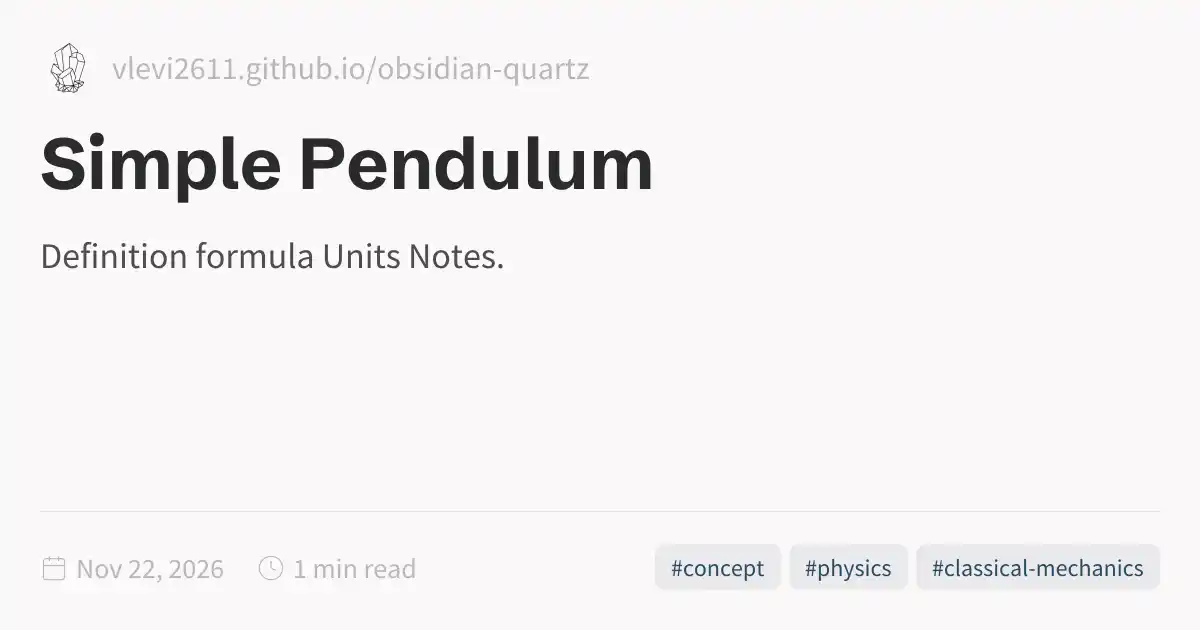 vlevi2611.github.io/obsidian-quartz
Simple Pendulum
Definition formula Units Notes.
Nov 22, 2026 1 min read #concept #physics #classical-mechanics